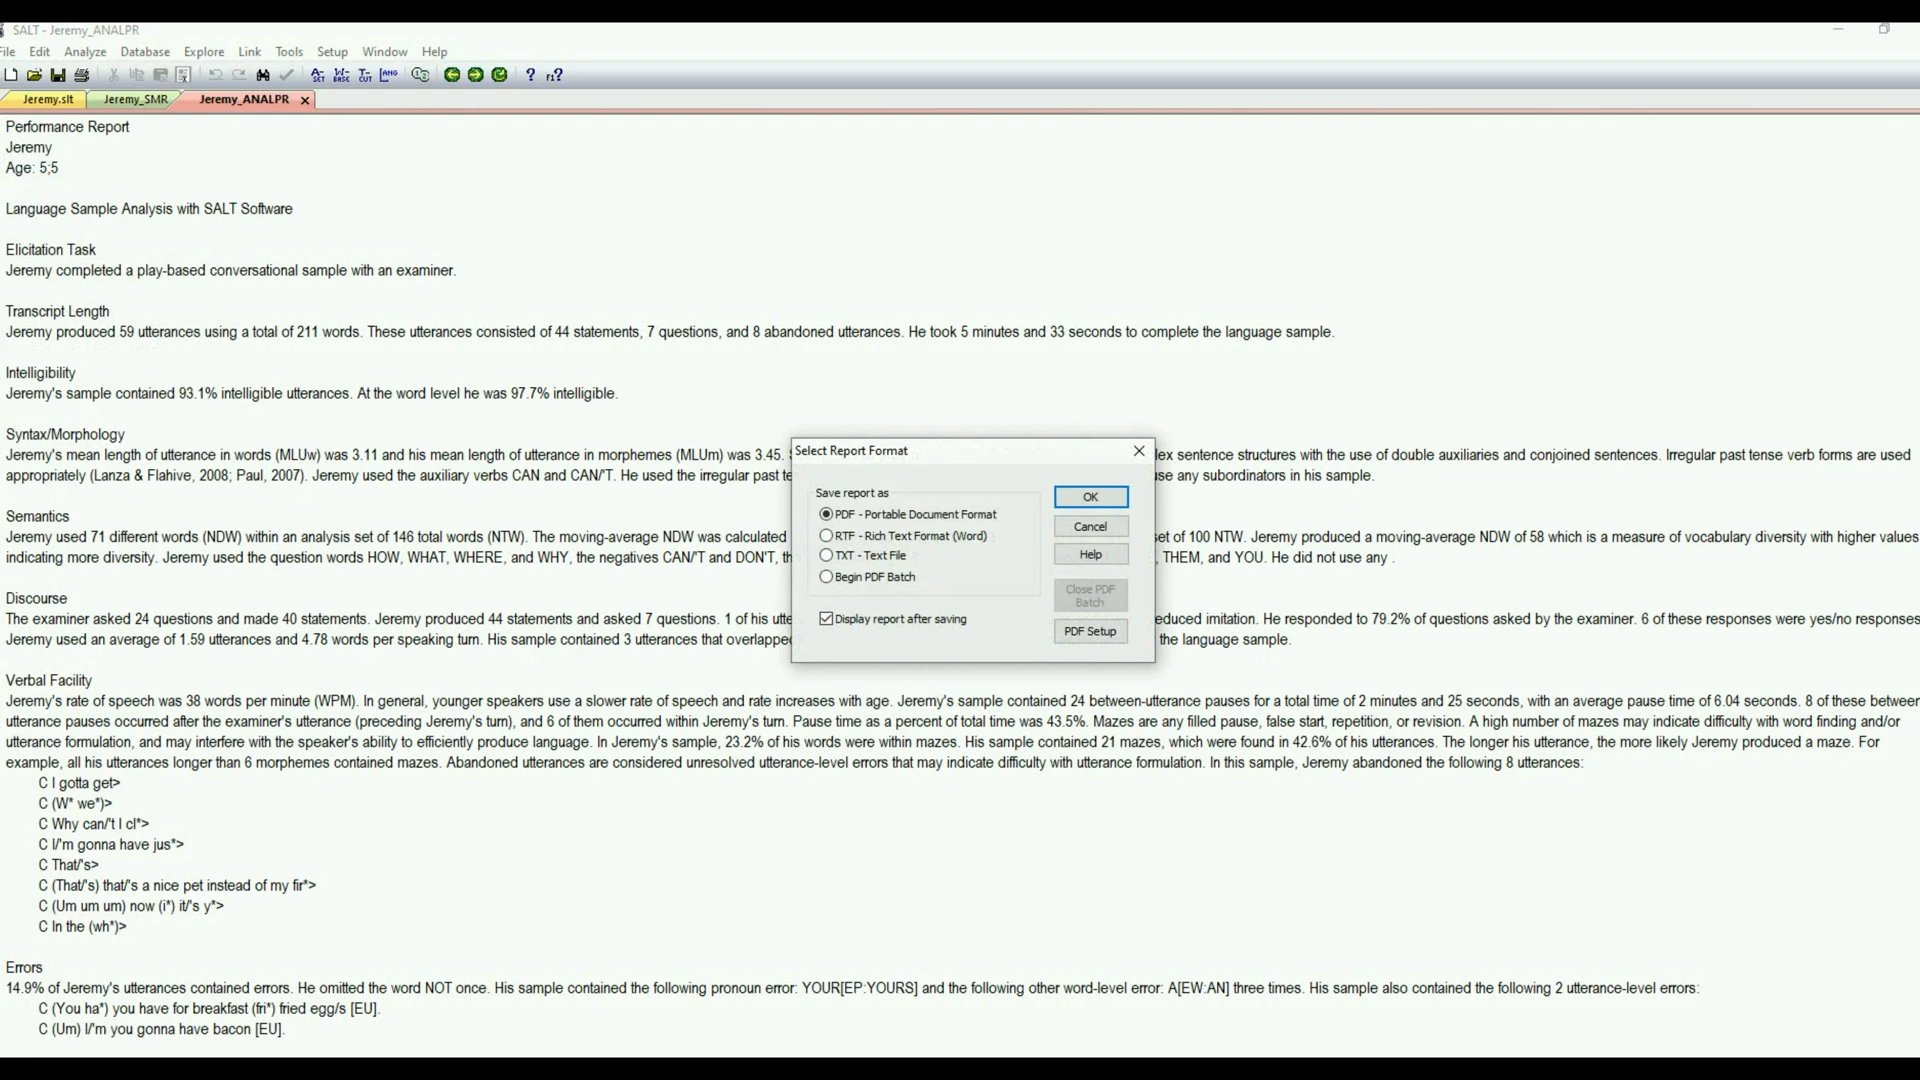 SALT - Jeremy_ANALPR
File Edit Analyze Database Explore Link Tools Setup Window Help
Jeremy.slt Jeremy_SMR Jeremy_ANALPR
Performance Report
Jeremy
Age: 5;5
Language Sample Analysis with SALT Software
Elicitation Task
Jeremy completed a play-based conversational sample with an examiner.
Transcript Length
Jeremy produced 59 utterances using a total of 211 words. These utterances consisted of 44 statements, 7 questions, and 8 abandoned utterances. He took 5 minutes and 33 seconds to complete the language sample.
Intelligibility
Jeremy's sample contained 93.1% intelligible utterances. At the word level he was 97.7% intelligible.
Syntax/Morphology
Jeremy's mean length of utterance in words (MLUw) was 3.11 and his mean length of utterance in morphemes (MLUm) was 3.45. sentence structures with the use of double auxiliaries and conjoined sentences. Irregular past tense verb forms are used
appropriately (Lanza & Flahive, 2008; Paul, 2007). Jeremy used the auxiliary verbs CAN and CAN/'T. He used the irregular past any subordinators in his sample.
Semantics
Jeremy used 71 different words (NDW) within an analysis set of 146 total words (NTW). The moving-average NDW was calculated of 100 NTW. Jeremy produced a moving-average NDW of 58 which is a measure of vocabulary diversity with higher values
indicating more diversity. Jeremy used the question words HOW, WHAT, WHERE, and WHY, the negatives CAN/'T and DON'T, , THEM, and YOU. He did not use any .
Discourse
The examiner asked 24 questions and made 40 statements. Jeremy produced 44 statements and asked 7 questions. 1 of his imitation. He responded to 79.2% of questions asked by the examiner. 6 of these responses were yes/no responses
Jeremy used an average of 1.59 utterances and 4.78 words per speaking turn. His sample contained 3 utterances that overlapped the language sample.
Verbal Facility
Jeremy's rate of speech was 38 words per minute (WPM). In general, younger speakers use a slower rate of speech and rate increases with age. Jeremy's sample contained 24 between-utterance pauses for a total time of 2 minutes and 25 seconds, with an average pause time of 6.04 seconds. 8 of these between
utterance pauses occurred after the examiner's utterance (preceding Jeremy's turn), and 6 of them occurred within Jeremy's turn. Pause time as a percent of total time was 43.5%. Mazes are any filled pause, false start, repetition, or revision. A high number of mazes may indicate difficulty with word finding and/or
utterance formulation, and may interfere with the speaker's ability to efficiently produce language. In Jeremy's sample, 23.2% of his words were within mazes. His sample contained 21 mazes, which were found in 42.6% of his utterances. The longer his utterance, the more likely Jeremy produced a maze. For
example, all his utterances longer than 6 morphemes contained mazes. Abandoned utterances are considered unresolved utterance-level errors that may indicate difficulty with utterance formulation. In this sample, Jeremy abandoned the following 8 utterances:
C I gotta get>
C (W* we*)>
C Why can/'t I cl*>
C I/'m gonna have jus*>
C That/'s>
C (That/'s) that/'s a nice pet instead of my fir*>
C (Um um um) now (i*) it/'s y*>
C In the (wh*)>
Errors
14.9% of Jeremy's utterances contained errors. He omitted the word NOT once. His sample contained the following pronoun error: YOUR[EP:YOURS] and the following other word-level error: A[EW:AN] three times. His sample also contained the following 2 utterance-level errors:
C (You ha*) you have for breakfast (fri*) fried egg/s [EU].
C (Um) I/'m you gonna have bacon [EU].
Select Report Format
Save report as
PDF - Portable Document Format
RTF - Rich Text Format (Word)
TXT - Text File
Begin PDF Batch
Display report after saving
OK
Cancel
Help
Close PDF
Batch
PDF Setup